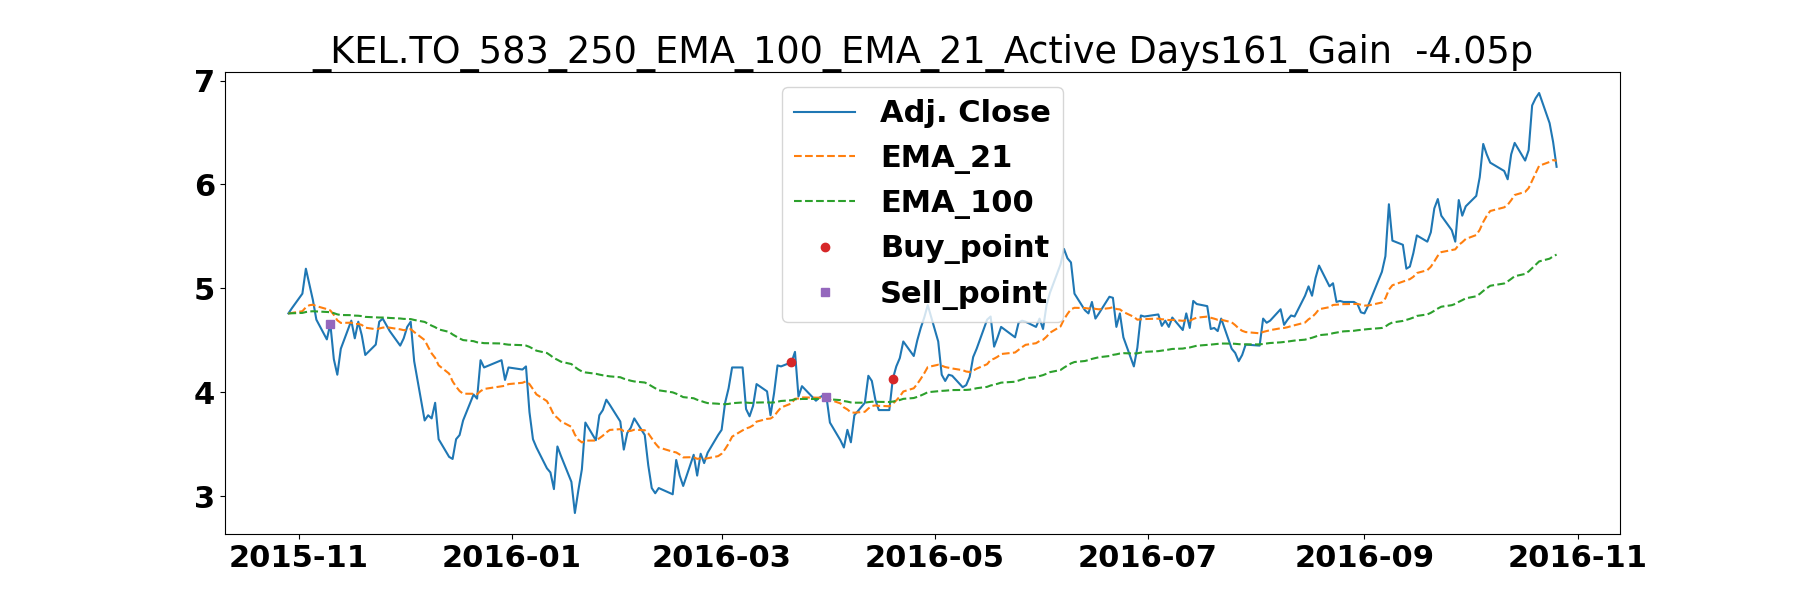 _KEL.TO_583_250_EMA_100_EMA_21_Active Days161_Gain  -4.05p
7
6
5
4
3
Adj. Close
EMA_21
EMA_100
Buy_point
Sell_point
2015-11 2016-01 2016-03 2016-05 2016-07 2016-09 2016-11